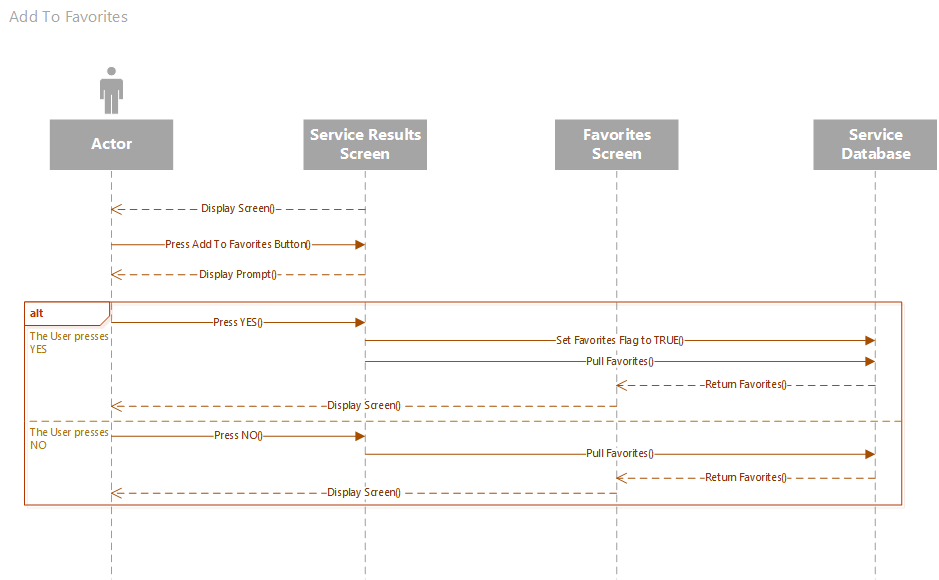 Add To Favorites
Actor
Service Results
Screen
Favorites
Screen
Service
Database
Display Screen()
Press Add To Favorites Button()
Display Prompt()
alt
The User presses
YES
Press YES()
Set Favorites Flag to TRUE()
Pull Favorites()
Return Favorites()
Display Screen()
The User presses
NO
Press NO()
Pull Favorites()
Return Favorites()
Display Screen()